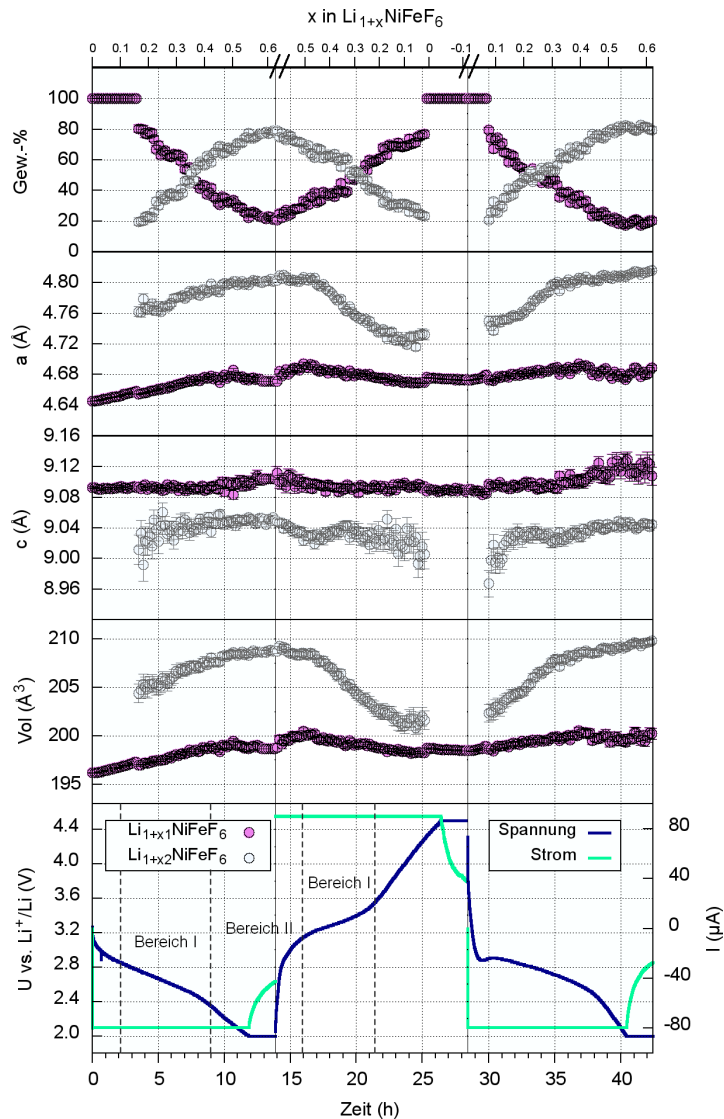 x in Li1+xNiFeF6
0 0.1 0.2 0.3 0.4 0.5 0.6 0.5 0.4 0.3 0.2 0.1 0 -0.1 0.1 0.2 0.3 0.4 0.5 0.6
Gew.-%
100
80
60
40
20
0
a (Å)
4.80
4.76
4.72
4.68
4.64
c (Å)
9.16
9.12
9.08
9.04
9.00
8.96
Vol (Å3)
210
205
200
195
U vs. Li+/Li (V)
4.4
4.0
3.6
3.2
2.8
2.4
2.0
Li1+x1NiFeF6
Li1+x2NiFeF6
Bereich I
Bereich II
Bereich I
Spannung
Strom
80
40
0
-40
-80
I (µA)
0 5 10 15 20 25 30 35 40
Zeit (h)